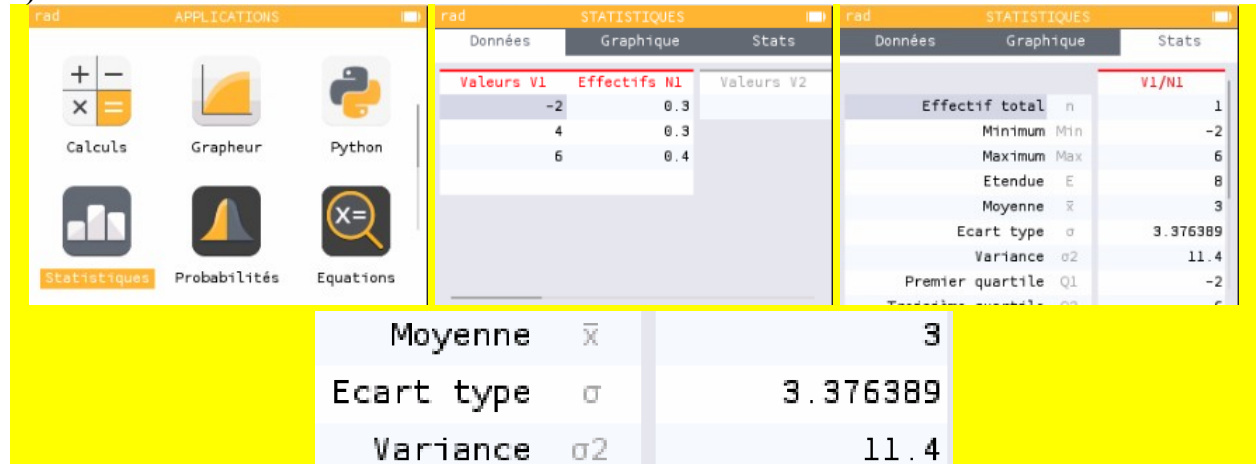 rad APPLICATIONS
+ −
× =
Calculs Grapheur Python
X=
Statistiques Probabilités Equations
rad STATISTIQUES
Données Graphique Stats
Valeurs V1 Effectifs N1 Valeurs V2
-2 0.3
4 0.3
6 0.4
rad STATISTIQUES
Données Graphique Stats
V1/N1
Effectif total n 1
Minimum Min -2
Maximum Max 6
Etendue E 8
Moyenne x̅ 3
Ecart type σ 3.376389
Variance σ2 11.4
Premier quartile Q1 -2
Moyenne x̅ 3
Ecart type σ 3.376389
Variance σ2 11.4